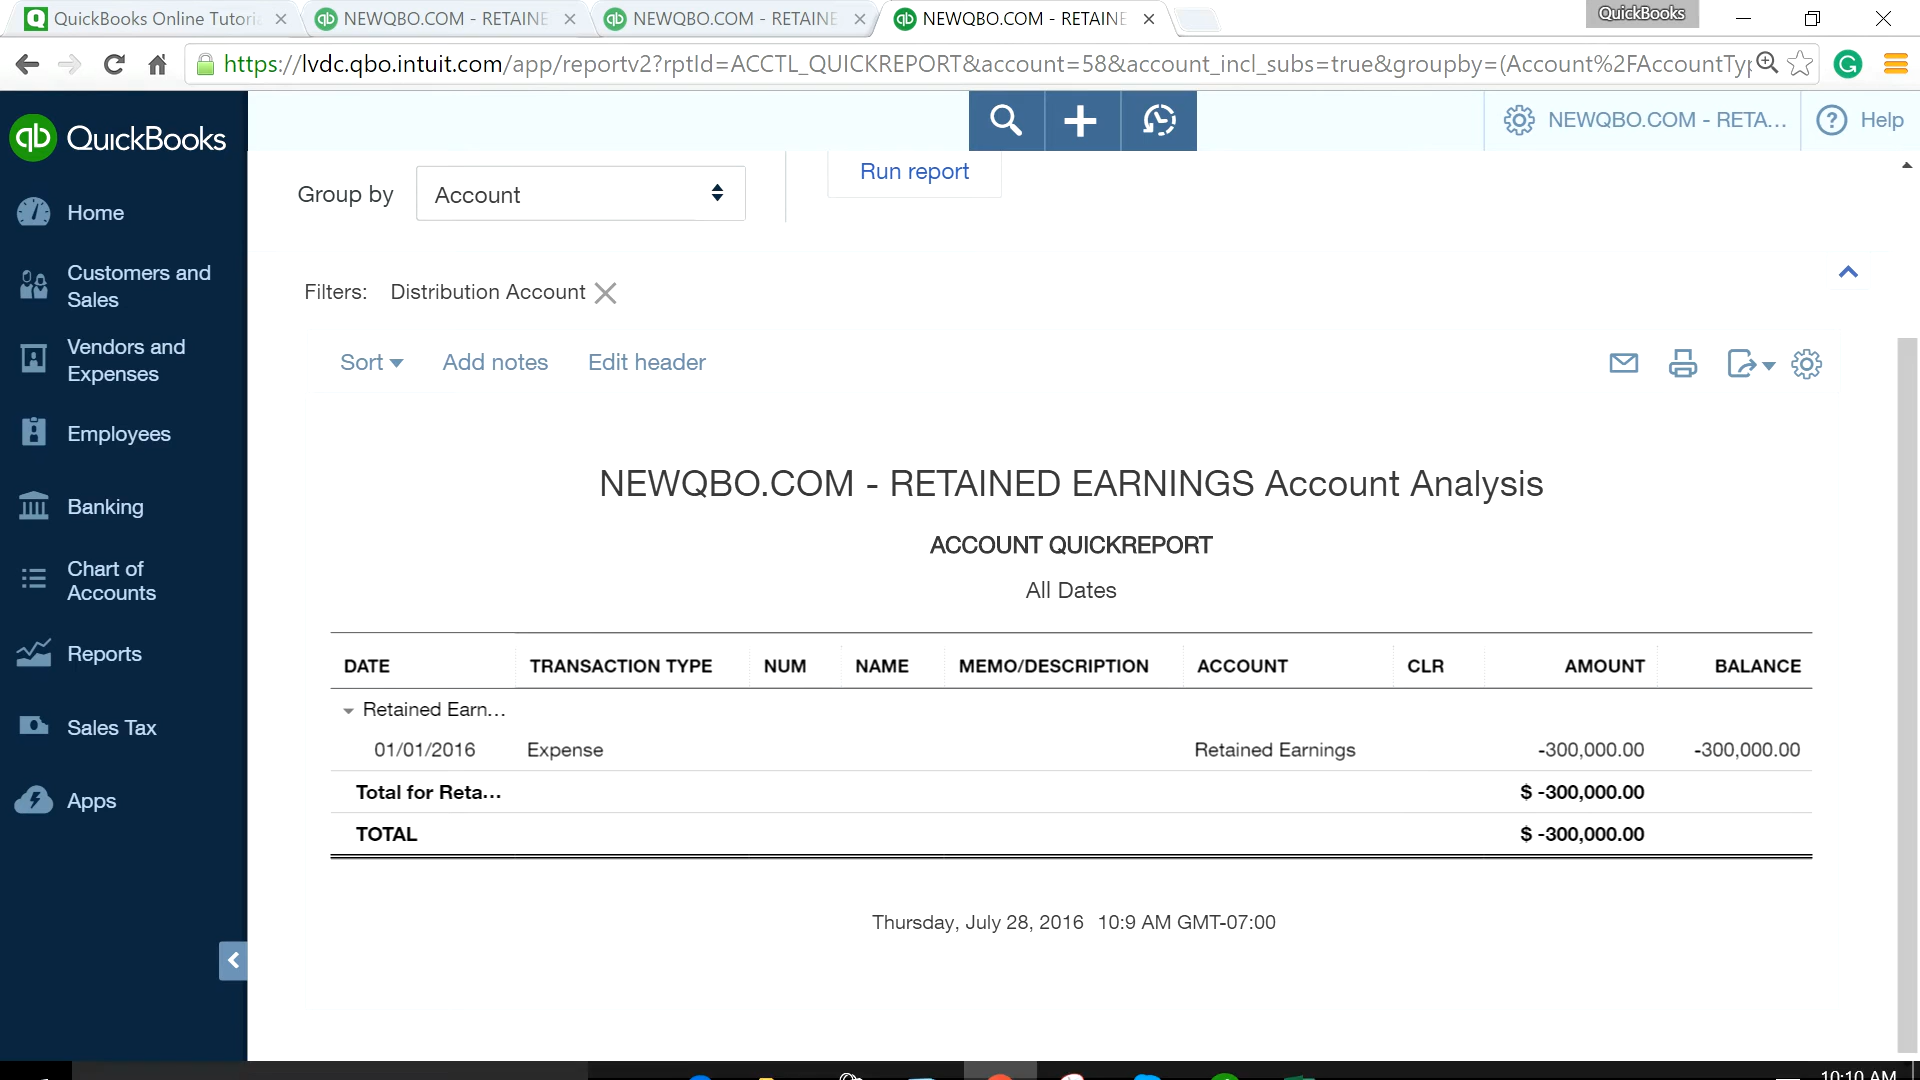 QuickBooks Online Tutori
NEWQBO.COM - RETAINE
NEWQBO.COM - RETAINE
NEWQBO.COM - RETAINE
QuickBooks
https://lvdc.qbo.intuit.com/app/reportv2?rptId=ACCTL_QUICKREPORT&account=58&account_incl_subs=true&groupby=(Account%2FAccountTyp
qb QuickBooks
NEWQBO.COM - RETA...
? Help
Home
Customers and
Sales
Vendors and
Expenses
Employees
Banking
Chart of
Accounts
Reports
Sales Tax
Apps
Group by Account
Run report
Filters: Distribution Account
Sort Add notes Edit header
NEWQBO.COM - RETAINED EARNINGS Account Analysis
ACCOUNT QUICKREPORT
All Dates
DATE TRANSACTION TYPE NUM NAME MEMO/DESCRIPTION ACCOUNT CLR AMOUNT BALANCE
Retained Earn...
01/01/2016 Expense Retained Earnings -300,000.00 -300,000.00
Total for Reta... $ -300,000.00
TOTAL $ -300,000.00
Thursday, July 28, 2016 10:9 AM GMT-07:00
10:10 AM